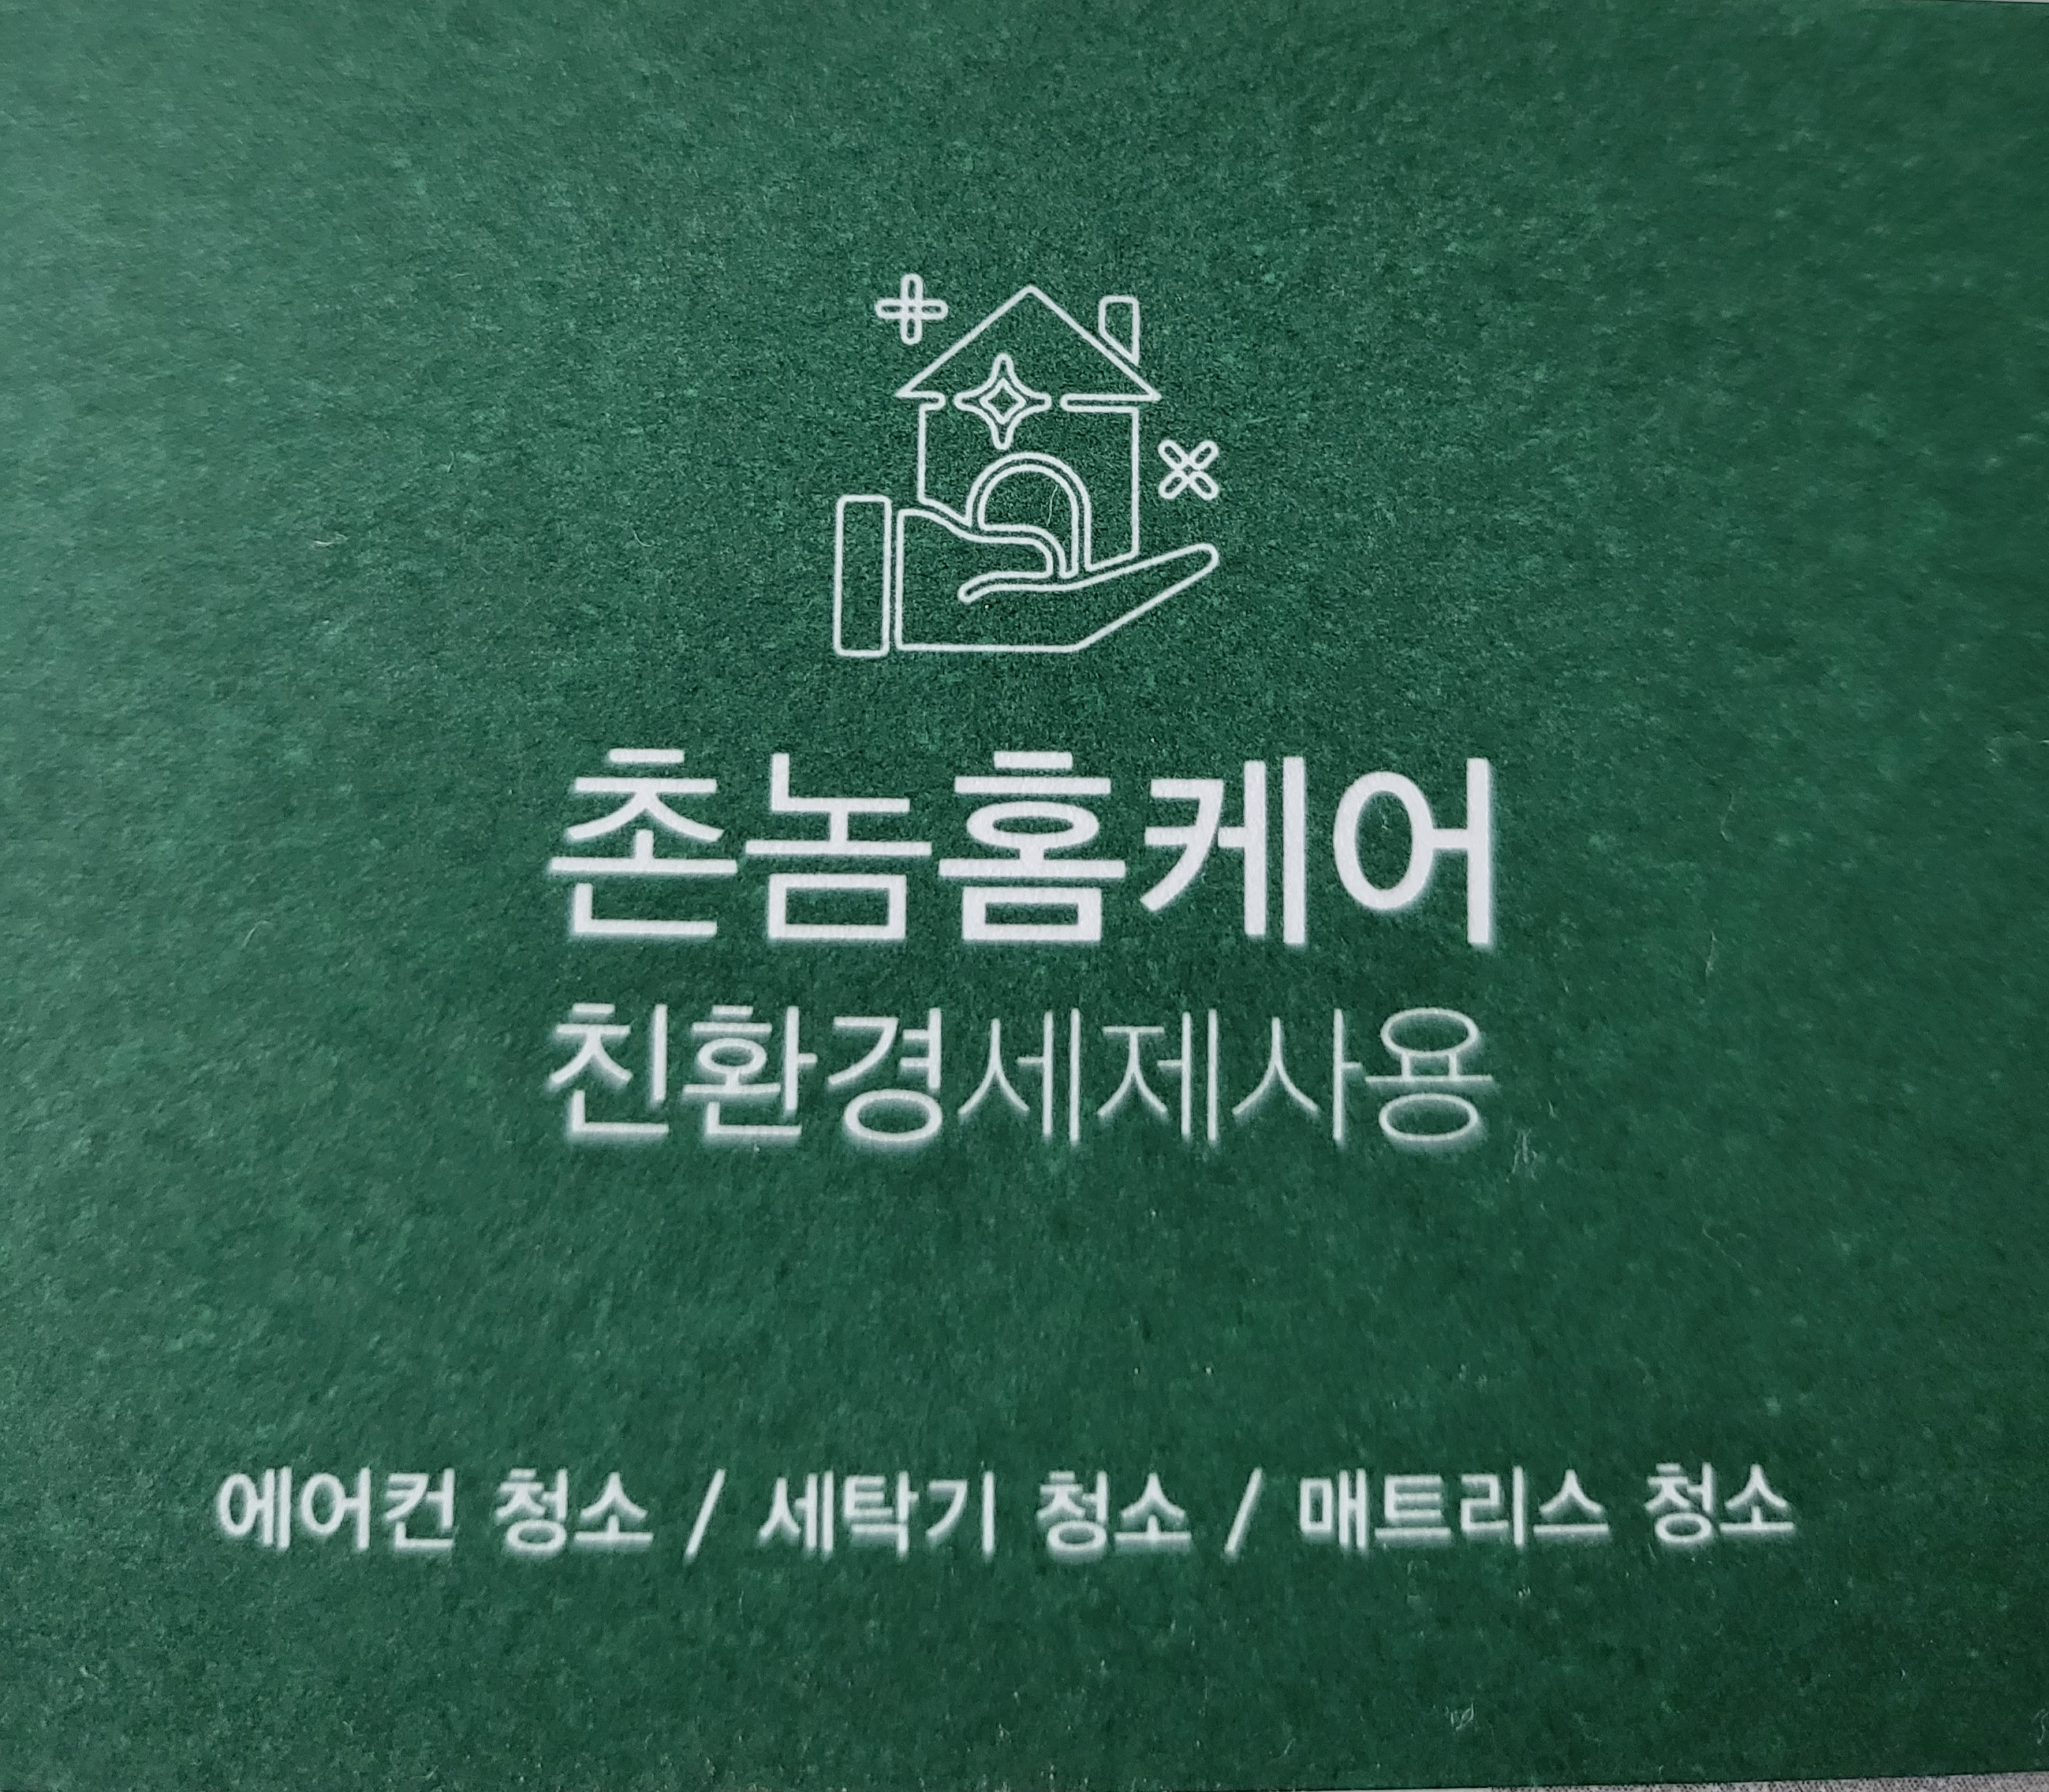 촌놈홈케어
친환경세제사용
에어컨 청소 / 세탁기 청소 / 매트리스 청소